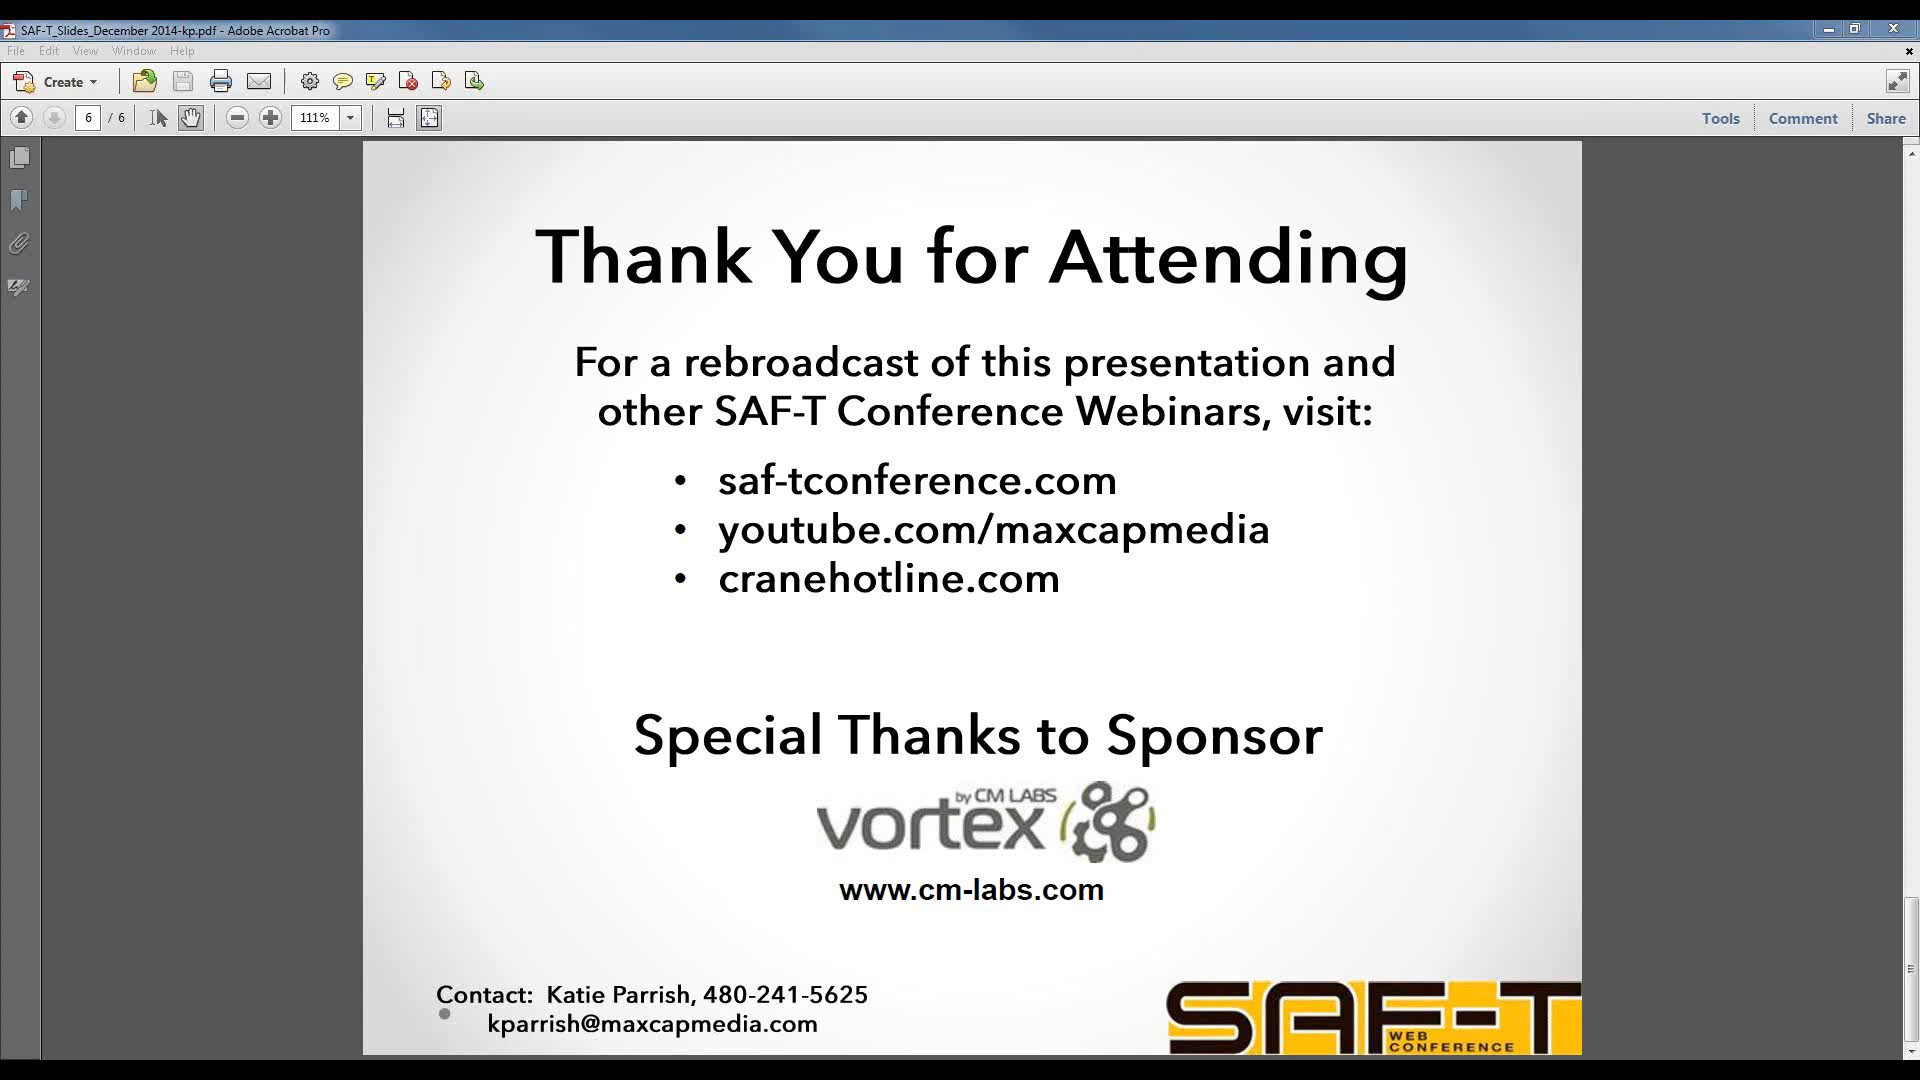 SAF-T_Slides_December 2014-kp.pdf - Adobe Acrobat Pro
File Edit View Window Help
Create
6 / 6 111% Tools Comment Share
Thank You for Attending
For a rebroadcast of this presentation and
other SAF-T Conference Webinars, visit:
• saf-tconference.com
• youtube.com/maxcapmedia
• cranehotline.com
Special Thanks to Sponsor
by CM LABS
vortex
www.cm-labs.com
Contact: Katie Parrish, 480-241-5625
kparrish@maxcapmedia.com
SAF-T
WEB
CONFERENCE